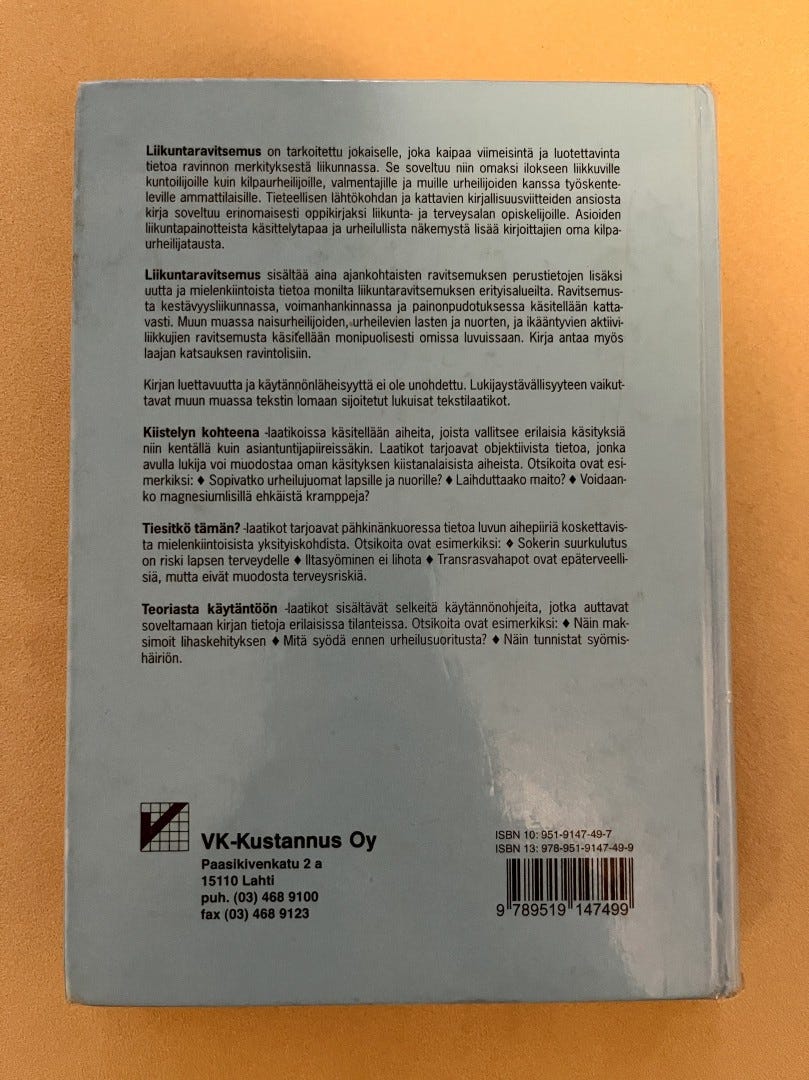 Liikuntaravitsemus on tarkoitettu jokaiselle, joka kaipaa viimeisintä ja luotettavinta
tietoa ravinnon merkityksestä liikunnassa. Se soveltuu niin omaksi ilokseen liikkuville
kuntoilijoille kuin kilpaurheilijoille, valmentajille ja muille urheilijoiden kanssa työskente-
leville ammattilaisille. Tieteellisen lähtökohdan ja kattavien kirjallisuusviitteiden ansiosta
kirja soveltuu erinomaisesti oppikirjaksi liikunta- ja terveysalan opiskelijoille. Asioiden
liikuntapainotteista käsittelytapaa ja urheilullista näkemystä lisää kirjoittajien oma kilpa-
urheilijatausta.
Liikuntaravitsemus sisältää aina ajankohtaisten ravitsemuksen perustietojen lisäksi
uutta ja mielenkiintoista tietoa monilta liikuntaravitsemuksen erityisalueilta. Ravitsemus-
ta kestävyysliikunnassa, voimanhankinnassa ja painonpudotuksessa käsitellään katta-
vasti. Muun muassa naisurheilijoiden, urheilevien lasten ja nuorten, ja ikääntyvien aktiivi-
liikkujien ravitsemusta käsitellään monipuolisesti omissa luvuissaan. Kirja antaa myös
laajan katsauksen ravintolisiin.
Kirjan luettavuutta ja käytännönläheisyyttä ei ole unohdettu. Lukijaystävällisyyteen vaikut-
tavat muun muassa tekstin lomaan sijoitetut lukuisat tekstilaatikot.
Kiistelyn kohteena -laatikoissa käsitellään aiheita, joista vallitsee erilaisia käsityksiä
niin kentällä kuin asiantuntijapiireissäkin. Laatikot tarjoavat objektiivista tietoa, jonka
avulla lukija voi muodostaa oman käsityksen kiistanalaisista aiheista. Otsikoita ovat esi-
merkiksi: ♦ Sopivatko urheilujuomat lapsille ja nuorille? ♦ Laihduttaako maito? ♦ Voidaan-
ko magnesiumlisillä ehkäistä kramppeja?
Tiesitkö tämän? -laatikot tarjoavat pähkinänkuoressa tietoa luvun aihepiiriä koskettavis-
ta mielenkiintoisista yksityiskohdista. Otsikoita ovat esimerkiksi: ♦ Sokerin suurkulutus
on riski lapsen terveydelle ♦ Iltasyöminen ei lihota ♦ Transrasvahapot ovat epäterveelli-
siä, mutta eivät muodosta terveysriskiä.
Teoriasta käytäntöön -laatikot sisältävät selkeitä käytännönohjeita, jotka auttavat
soveltamaan kirjan tietoja erilaisissa tilanteissa. Otsikoita ovat esimerkiksi: ♦ Näin mak-
simoit lihaskehityksen ♦ Mitä syödä ennen urheilusuoritusta? ♦ Näin tunnistat syömis-
häiriön.
VK-Kustannus Oy
Paasikivenkatu 2 a
15110 Lahti
puh. (03) 468 9100
fax (03) 468 9123
ISBN 10: 951-9147-49-7
ISBN 13: 978-951-9147-49-9
9 789519 147499